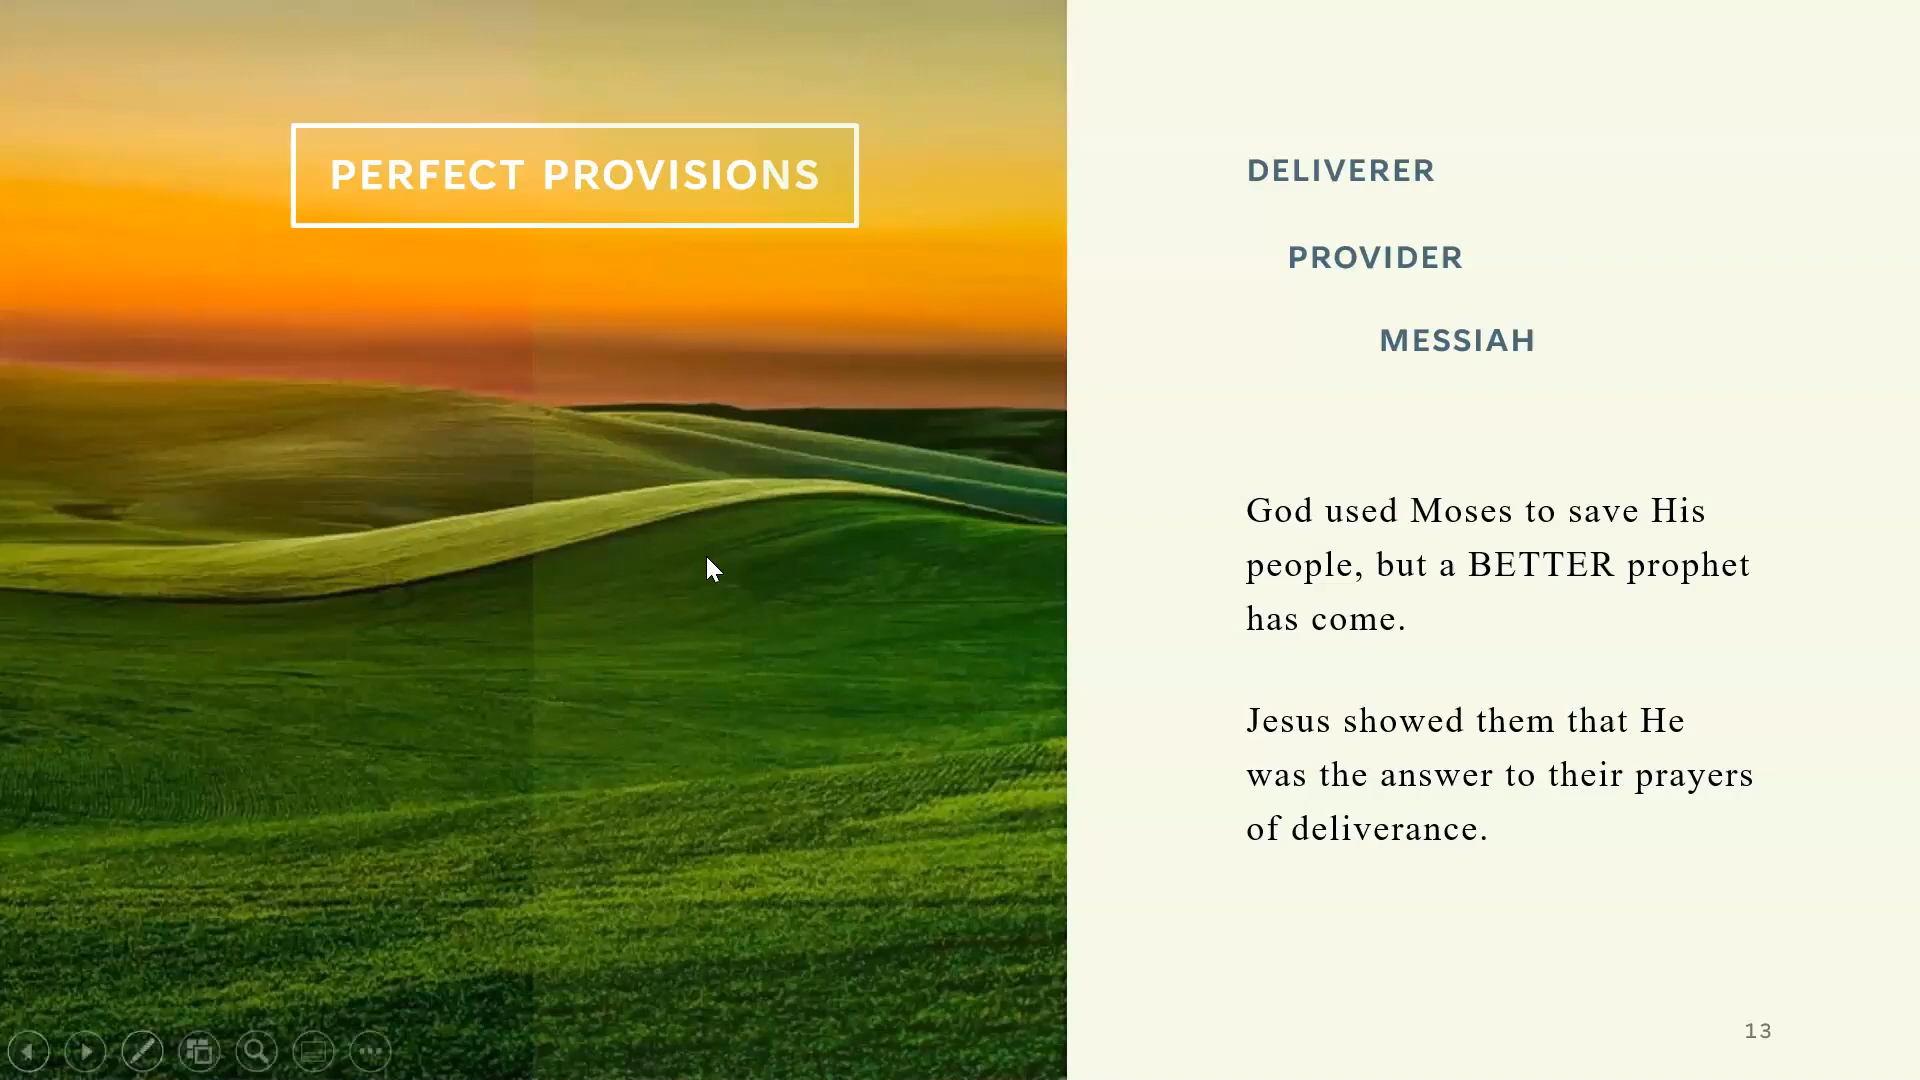 PERFECT PROVISIONS
DELIVERER
PROVIDER
MESSIAH
God used Moses to save His
people, but a BETTER prophet
has come.
Jesus showed them that He
was the answer to their prayers
of deliverance.
13